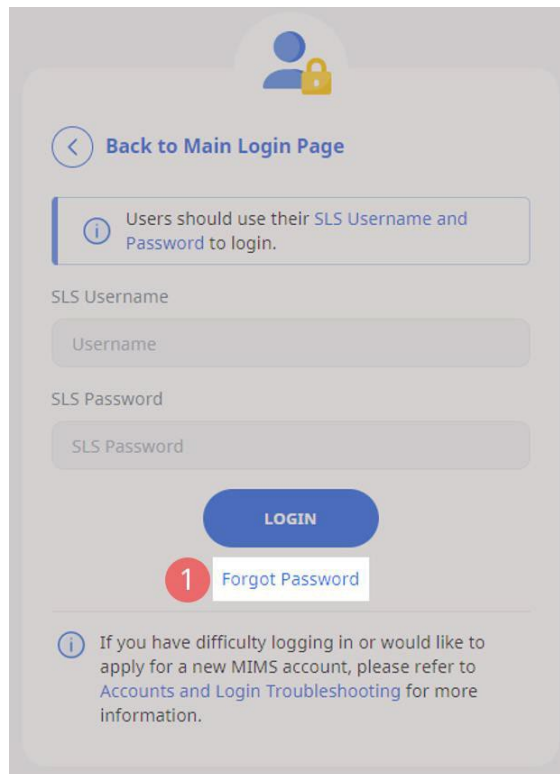 Back to Main Login Page
Users should use their SLS Username and
Password to login.
SLS Username
Username
SLS Password
SLS Password
LOGIN
1 Forgot Password
If you have difficulty logging in or would like to
apply for a new MIMS account, please refer to
Accounts and Login Troubleshooting for more
information.